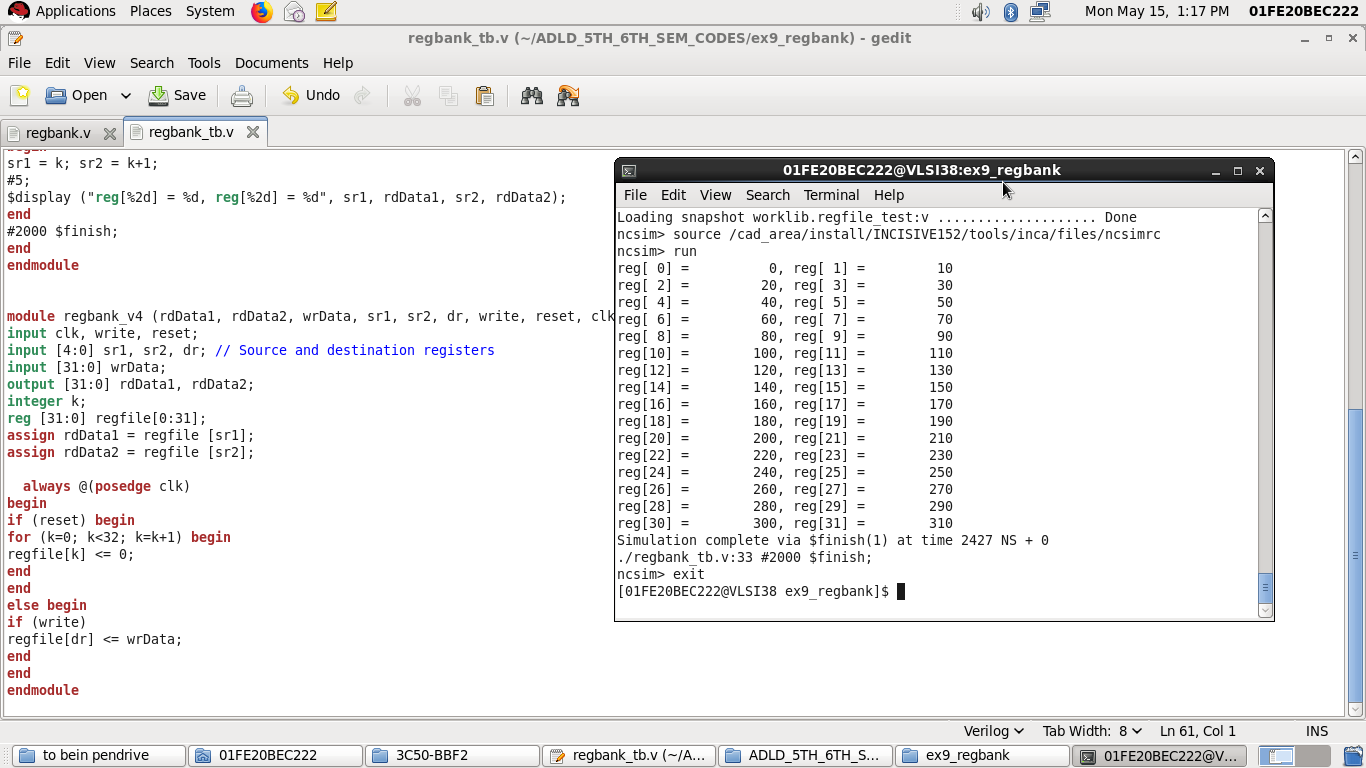 Applications Places System Mon May 15, 1:17 PM 01FE20BEC222
regbank_tb.v (~/ADLD_5TH_6TH_SEM_CODES/ex9_regbank) - gedit
File Edit View Search Tools Documents Help
Open Save Undo
regbank.v regbank_tb.v
begin
sr1 = k; sr2 = k+1;
#5;
$display ("reg[%2d] = %d, reg[%2d] = %d", sr1, rdData1, sr2, rdData2);
end
#2000 $finish;
end
endmodule
module regbank_v4 (rdData1, rdData2, wrData, sr1, sr2, dr, write, reset, clk
input clk, write, reset;
input [4:0] sr1, sr2, dr; // Source and destination registers
input [31:0] wrData;
output [31:0] rdData1, rdData2;
integer k;
reg [31:0] regfile[0:31];
assign rdData1 = regfile [sr1];
assign rdData2 = regfile [sr2];
always @(posedge clk)
begin
if (reset) begin
for (k=0; k<32; k=k+1) begin
regfile[k] <= 0;
end
end
else begin
if (write)
regfile[dr] <= wrData;
end
end
endmodule
01FE20BEC222@VLSI38:ex9_regbank
File Edit View Search Terminal Help
Loading snapshot worklib.regfile_test:v .................... Done
ncsim> source /cad_area/install/INCISIVE152/tools/inca/files/ncsimrc
ncsim> run
reg[ 0] =          0, reg[ 1] =         10
reg[ 2] =         20, reg[ 3] =         30
reg[ 4] =         40, reg[ 5] =         50
reg[ 6] =         60, reg[ 7] =         70
reg[ 8] =         80, reg[ 9] =         90
reg[10] =        100, reg[11] =        110
reg[12] =        120, reg[13] =        130
reg[14] =        140, reg[15] =        150
reg[16] =        160, reg[17] =        170
reg[18] =        180, reg[19] =        190
reg[20] =        200, reg[21] =        210
reg[22] =        220, reg[23] =        230
reg[24] =        240, reg[25] =        250
reg[26] =        260, reg[27] =        270
reg[28] =        280, reg[29] =        290
reg[30] =        300, reg[31] =        310
Simulation complete via $finish(1) at time 2427 NS + 0
./regbank_tb.v:33 #2000 $finish;
ncsim> exit
[01FE20BEC222@VLSI38 ex9_regbank]$
Verilog Tab Width: 8 Ln 61, Col 1 INS
to bein pendrive 01FE20BEC222 3C50-BBF2 regbank_tb.v (~/A... ADLD_5TH_6TH_S... ex9_regbank 01FE20BEC222@V...